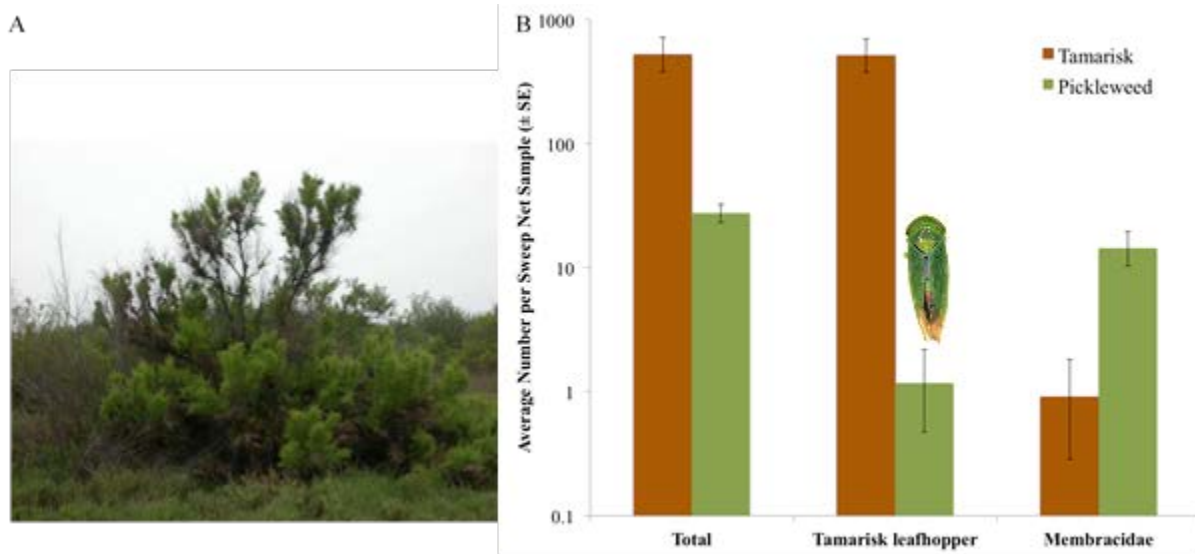 A
B
Average Number per Sweep Net Sample (± SE)
1000
100
10
1
0.1
Tamarisk
Pickleweed
Total
Tamarisk leafhopper
Membracidae